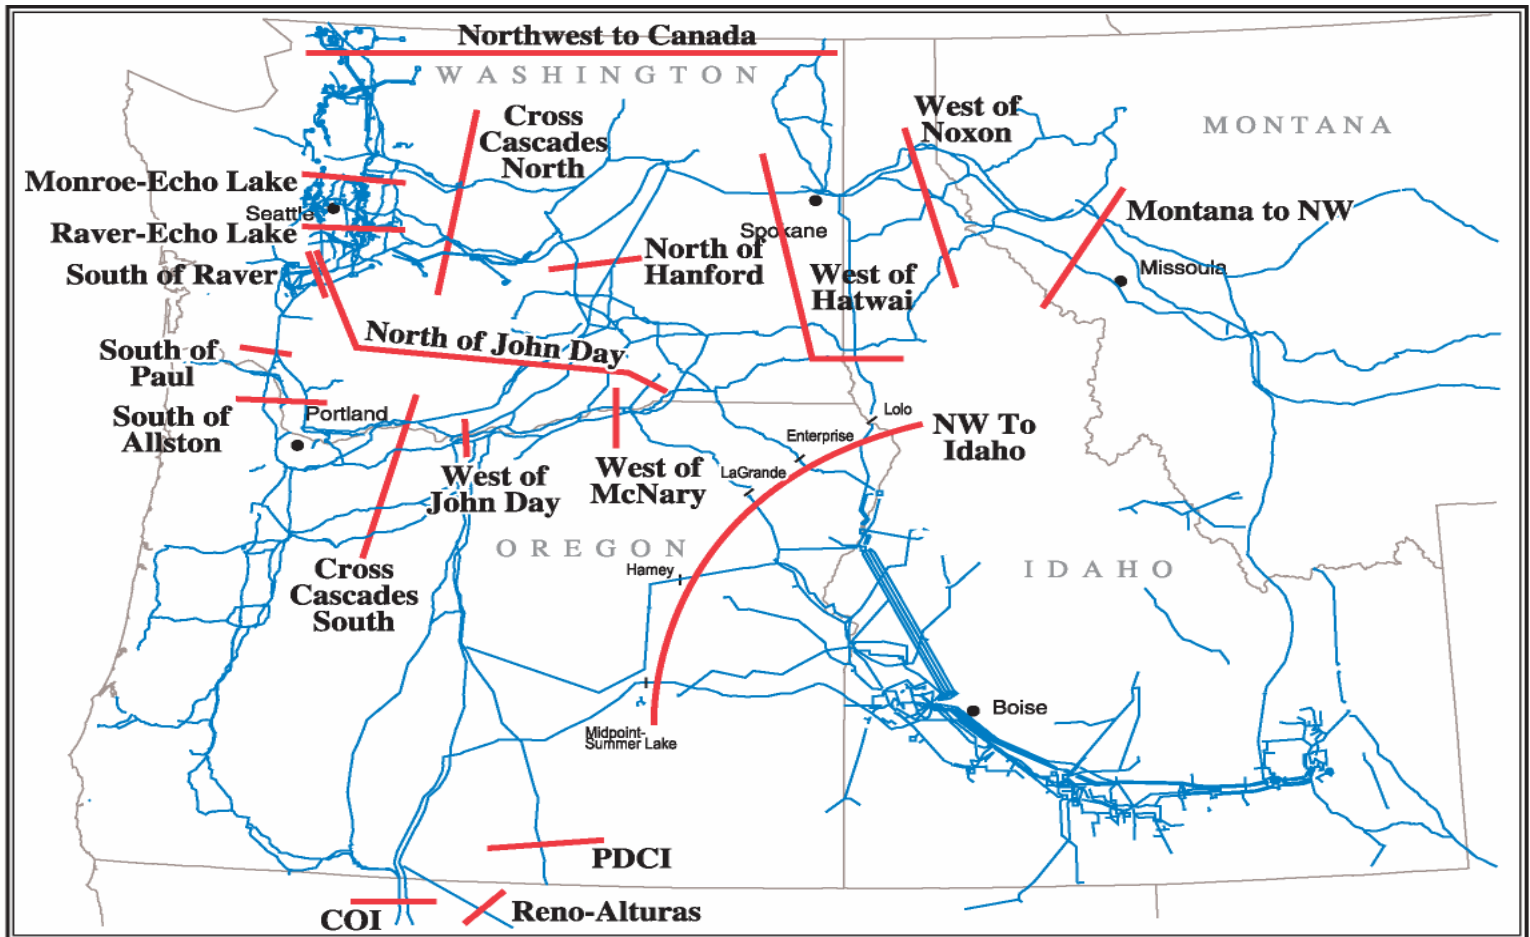 Northwest to Canada
WASHINGTON
Cross
Cascades
North
West of
Noxon
MONTANA
Monroe-Echo Lake
Seattle
Raver-Echo Lake
South of Raver
Spokane
North of
Hanford
West of
Hatwai
Montana to NW
Missoula
North of John Day
South of
Paul
South of
Allston
Portland
Lolo
Enterprise
LaGrande
NW To
Idaho
West of
John Day
West of
McNary
OREGON
Harney
IDAHO
Cross
Cascades
South
Boise
Midpoint-
Summer Lake
PDCI
COI
Reno-Alturas